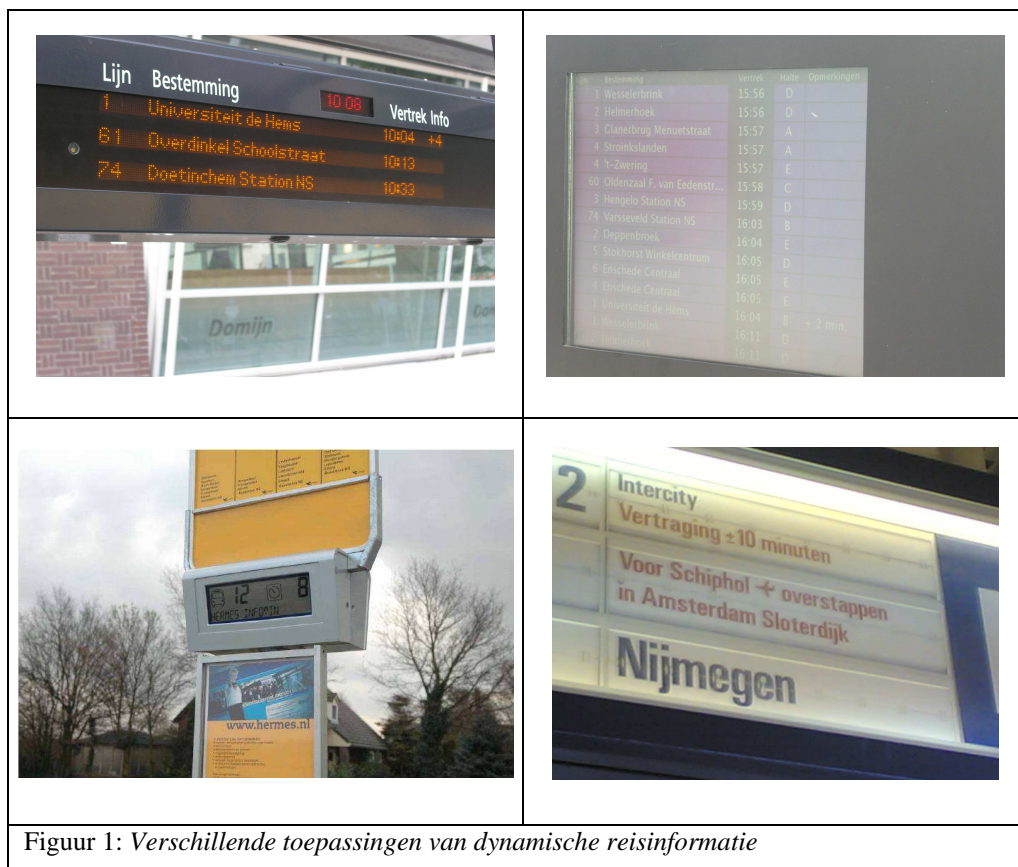 Lijn Bestemming 10 08 Vertrek Info
1 Universiteit de Hems 10:04 +4
61 Overdinkel Schoolstraat 10:13
74 Doetinchem Station NS 10:33
Domijn
Bestemming Vertrek Halte Opmerkingen
1 Wesselerbrink 15:56 D
2 Helmerhoek 15:56 D
3 Glanerbrug Menuetstraat 15:57 A
4 Stroinkslanden 15:57 A
4 't-Zwering 15:57 E
60 Oldenzaal F. van Eedenstr... 15:58 C
3 Hengelo Station NS 15:59 D
74 Varsseveld Station NS 16:03 B
2 Deppenbroek 16:04 E
5 Stokhorst Winkelcentrum 16:05 D
6 Enschede Centraal 16:05 E
4 Enschede Centraal 16:05 E
Universiteit de Hems 16:04 B + 2 min.
Wesselerbrink 16:11 D
Helmerhoek 16:11
12 8
HERMES INFOMIN
www.hermes.nl
2 Intercity
Vertraging ±10 minuten
Voor Schiphol overstappen
in Amsterdam Sloterdijk
Nijmegen
Figuur 1: Verschillende toepassingen van dynamische reisinformatie